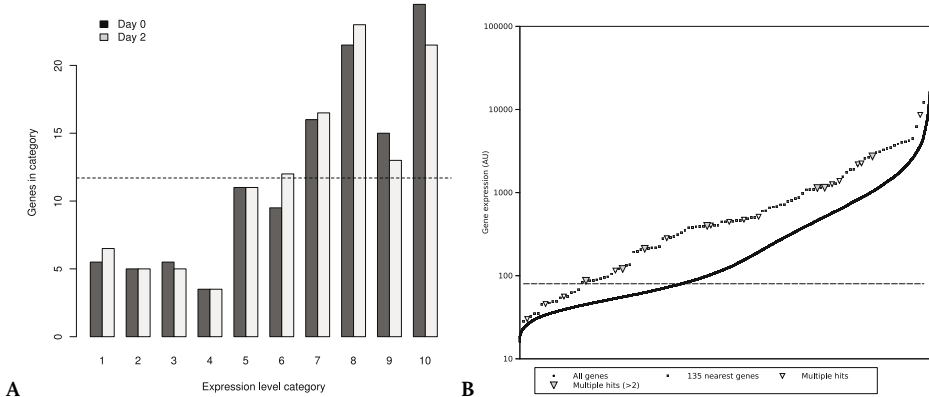 Day 0
Day 2
Genes in category
20
15
10
5
0
1 2 3 4 5 6 7 8 9 10
Expression level category
A
100000
10000
1000
100
10
Gene expression (AU)
All genes 135 nearest genes Multiple hits
Multiple hits (>2)
B